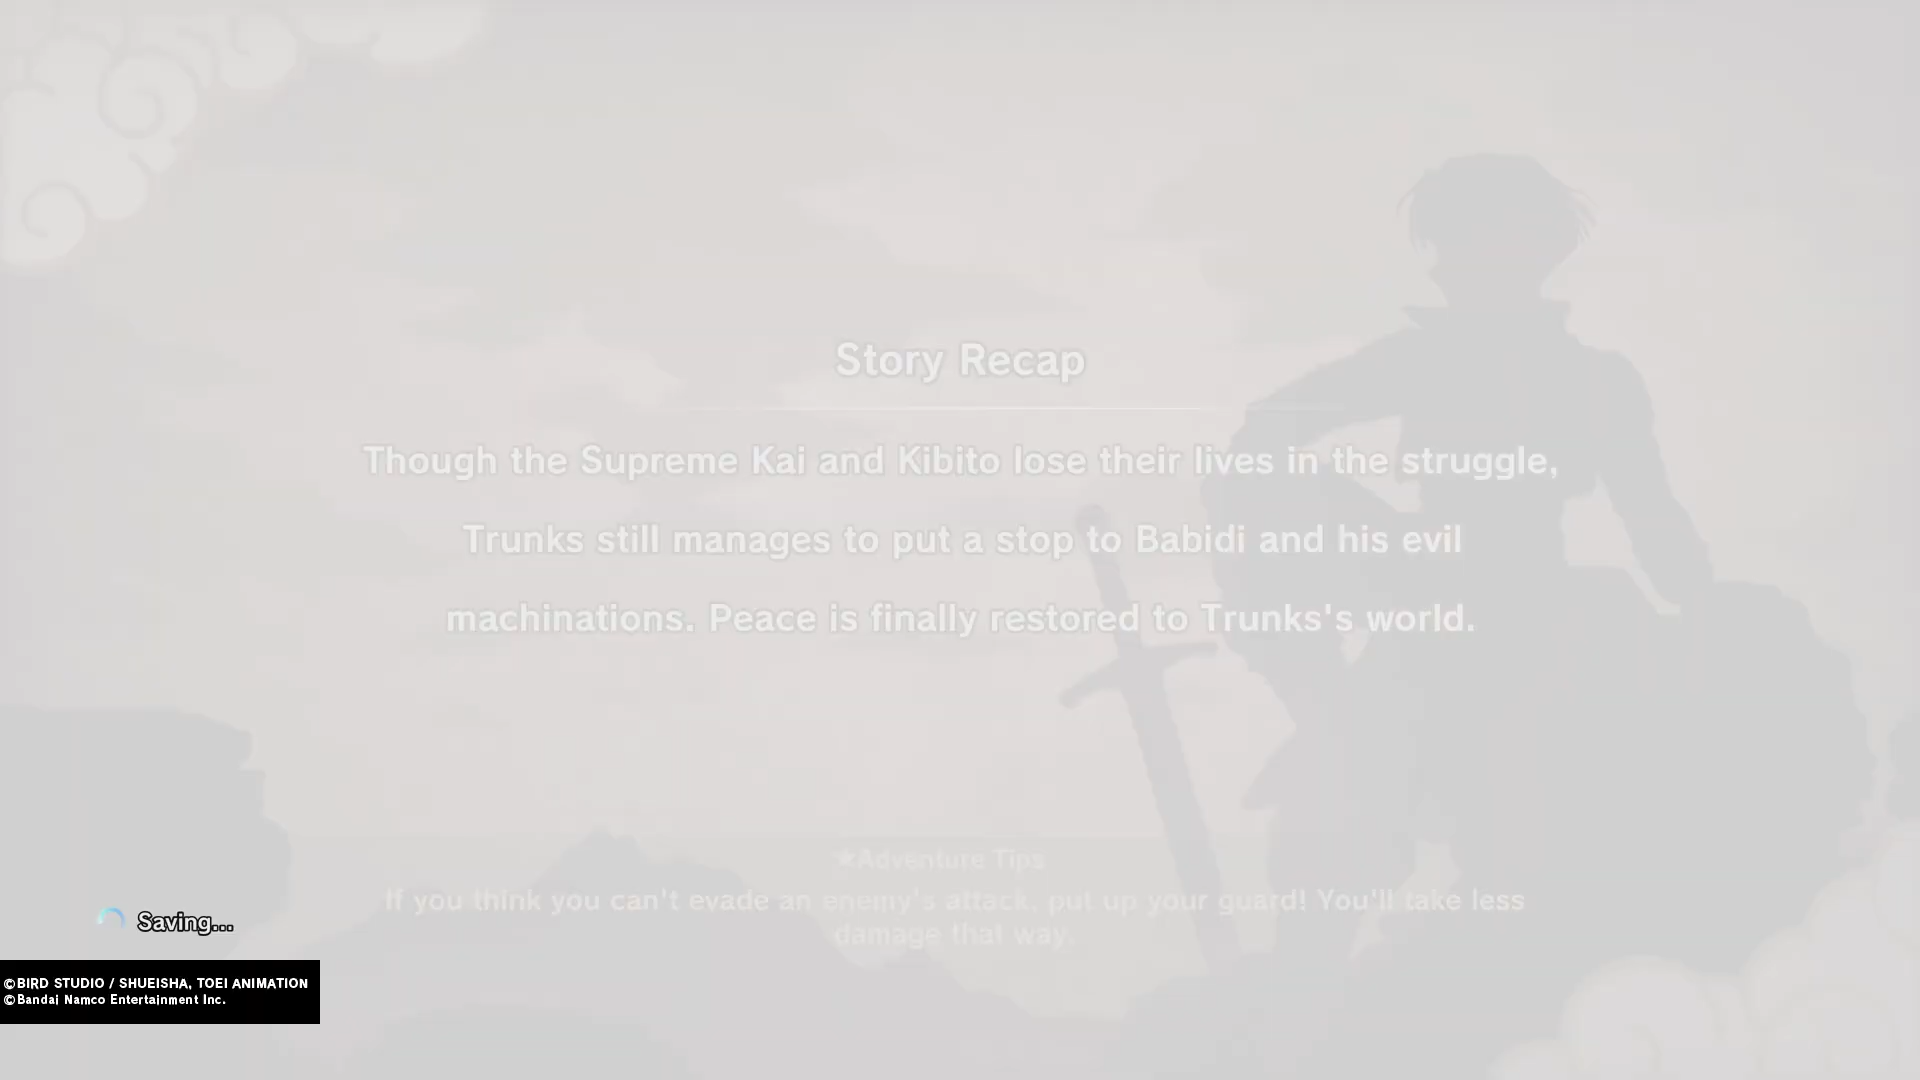 Story Recap
Though the Supreme Kai and Kibito lose their lives in the struggle,
Trunks still manages to put a stop to Babidi and his evil
machinations. Peace is finally restored to Trunks's world.
★Adventure Tips
If you think you can't evade an enemy's attack, put up your guard! You'll take less
damage that way.
Saving...
©BIRD STUDIO / SHUEISHA, TOEI ANIMATION
©Bandai Namco Entertainment Inc.